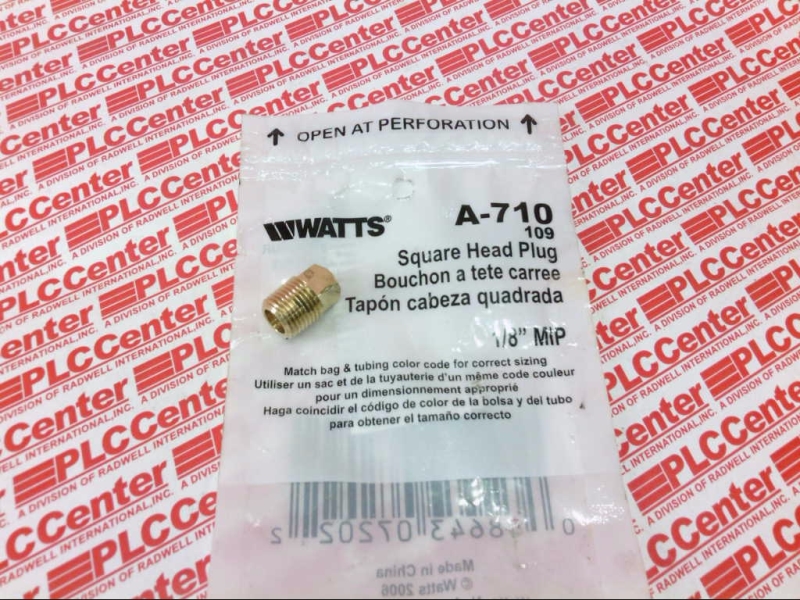 OPEN AT PERFORATION
WATTS®
A-710
109
Square Head Plug
Bouchon a tete carree
Tapón cabeza quadrada
1/8" MIP
Match bag & tubing color code for correct sizing
Utiliser un sac et de la tuyauterie d'un même code couleur
pour un dimensionnement approprié
Haga coincidir el código de color de la bolsa y del tubo
para obtener el tamaño correcto
0 48643 07202 2
Made in China
© Watts 2006
PLCCenter
A DIVISION OF RADWELL INTERNATIONAL, INC.